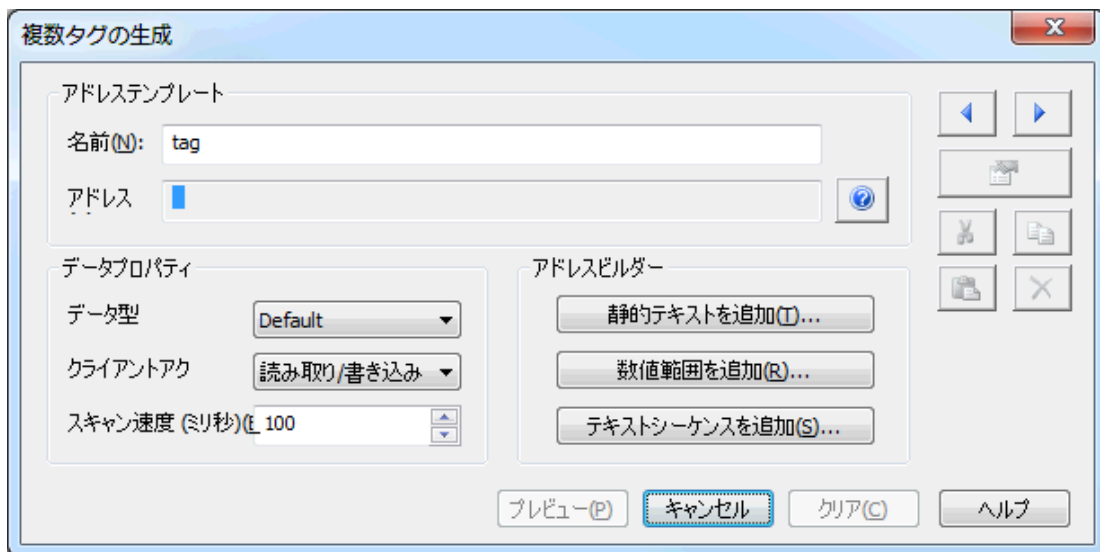 複数タグの生成
アドレステンプレート
名前(N): tag
アドレス
データプロパティ
データ型 Default
クライアントアク 読み取り/書き込み
スキャン速度 (ミリ秒)(E 100
アドレスビルダー
静的テキストを追加(T)...
数値範囲を追加(R)...
テキストシーケンスを追加(S)...
プレビュー(P) キャンセル クリア(C) ヘルプ